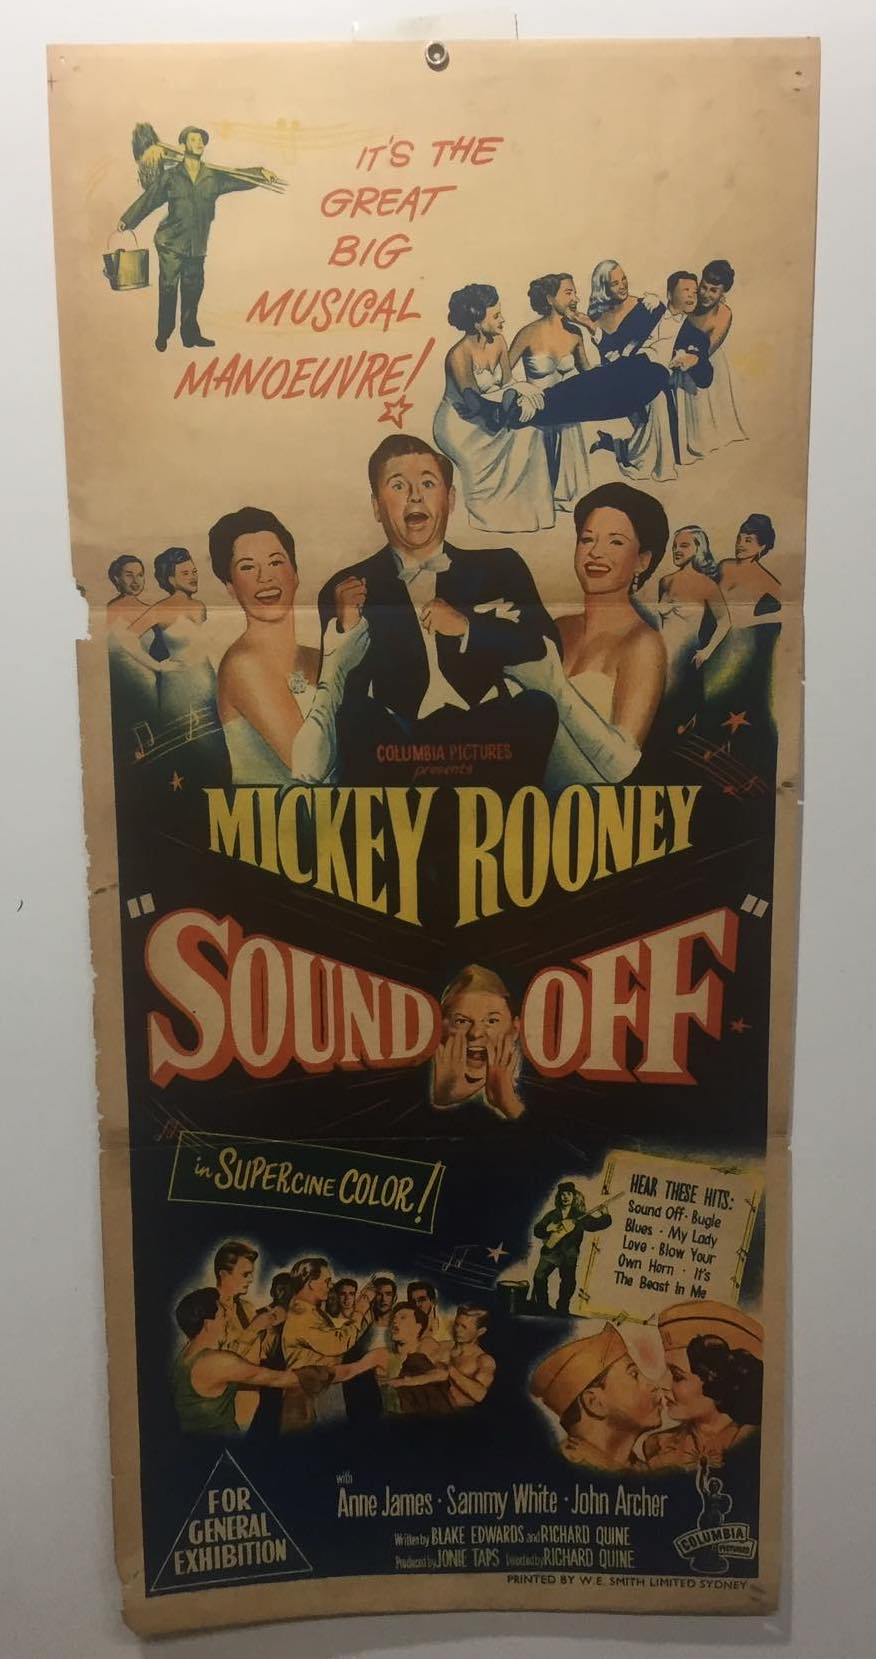 IT'S THE
GREAT
BIG
MUSICAL
MANOEUVRE!
COLUMBIA PICTURES
presents
MICKEY ROONEY
"SOUND OFF"
in SUPERCINE COLOR!
HEAR THESE HITS:
Sound Off · Bugle
Blues · My Lady
Love · Blow Your
Own Horn · It's
The Beast In Me
FOR
GENERAL
EXHIBITION
with
Anne James · Sammy White · John Archer
Written by BLAKE EDWARDS and RICHARD QUINE
Produced by JONIE TAPS Directed by RICHARD QUINE
COLUMBIA
PICTURES
PRINTED BY W. E. SMITH LIMITED SYDNEY